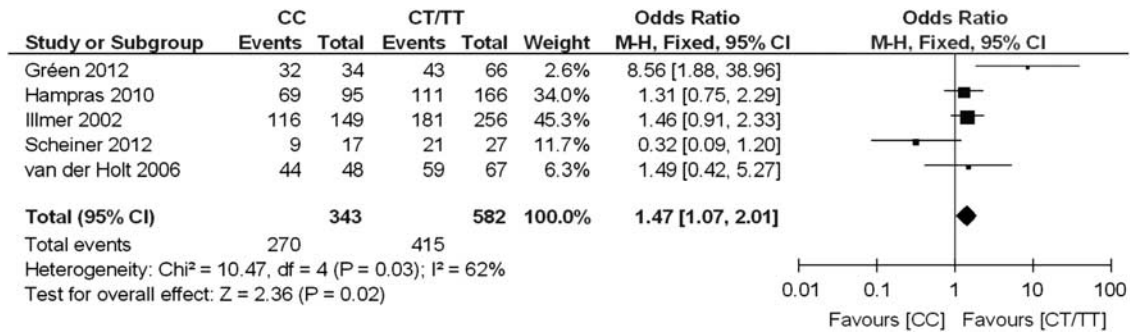 CC CT/TT Odds Ratio Odds Ratio
Study or Subgroup Events Total Events Total Weight M-H, Fixed, 95% CI M-H, Fixed, 95% CI
Gréen 2012 32 34 43 66 2.6% 8.56 [1.88, 38.96]
Hampras 2010 69 95 111 166 34.0% 1.31 [0.75, 2.29]
Illmer 2002 116 149 181 256 45.3% 1.46 [0.91, 2.33]
Scheiner 2012 9 17 21 27 11.7% 0.32 [0.09, 1.20]
van der Holt 2006 44 48 59 67 6.3% 1.49 [0.42, 5.27]
Total (95% CI) 343 582 100.0% 1.47 [1.07, 2.01]
Total events 270 415
Heterogeneity: Chi² = 10.47, df = 4 (P = 0.03); I² = 62%
Test for overall effect: Z = 2.36 (P = 0.02)
0.01 0.1 1 10 100
Favours [CC] Favours [CT/TT]